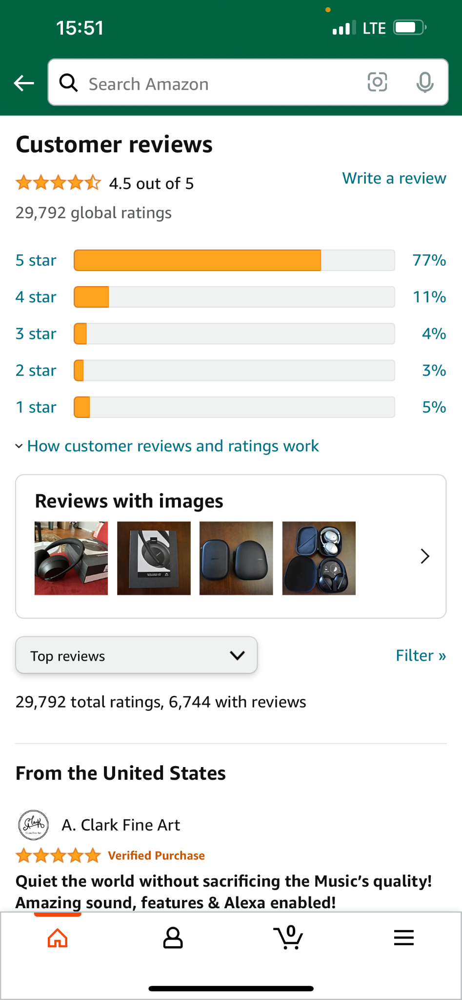 15:51
LTE
Search Amazon
Customer reviews
4.5 out of 5
Write a review
29,792 global ratings
5 star 77%
4 star 11%
3 star 4%
2 star 3%
1 star 5%
How customer reviews and ratings work
Reviews with images
Top reviews
Filter »
29,792 total ratings, 6,744 with reviews
From the United States
Clark
CLARK FINE ART
A. Clark Fine Art
Verified Purchase
Quiet the world without sacrificing the Music’s quality!
Amazing sound, features & Alexa enabled!
0